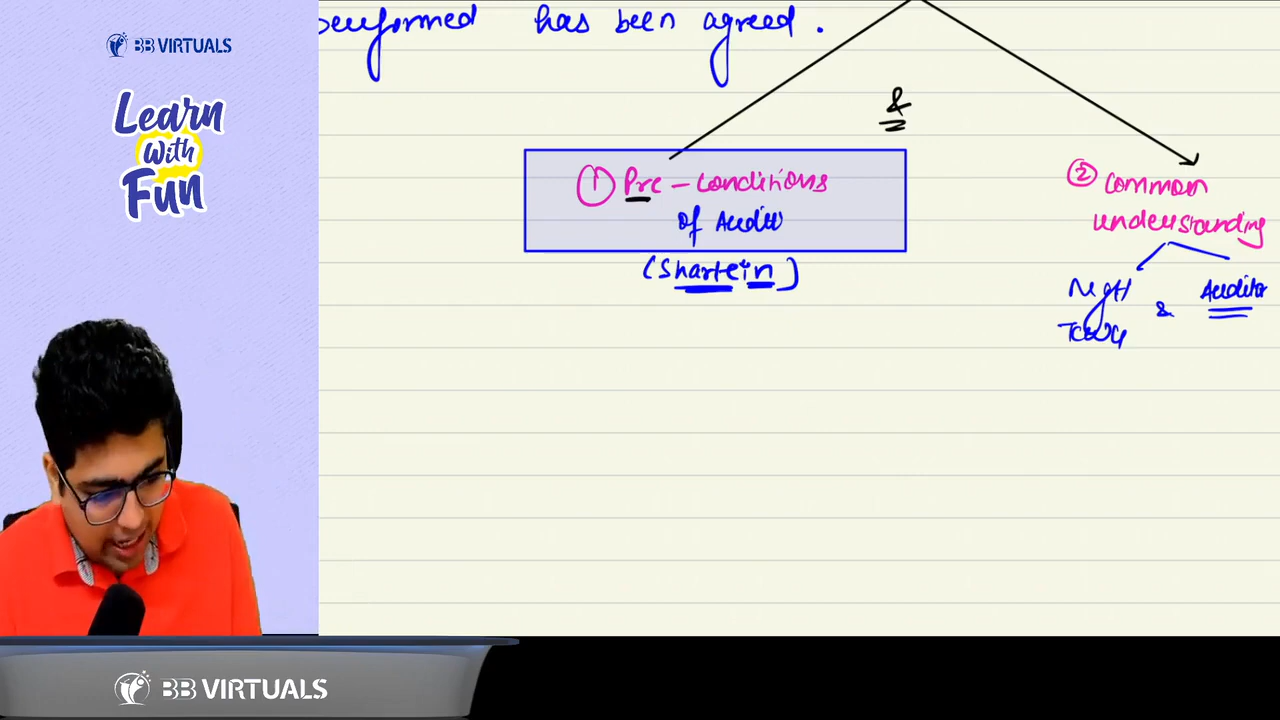 BB VIRTUALS
Learn
With
Fun
performed has been agreed.
&
① Pre-conditions
of Audit
(Shartein)
② Common
understanding
Mgt
&
Auditor
TCWG
BB VIRTUALS